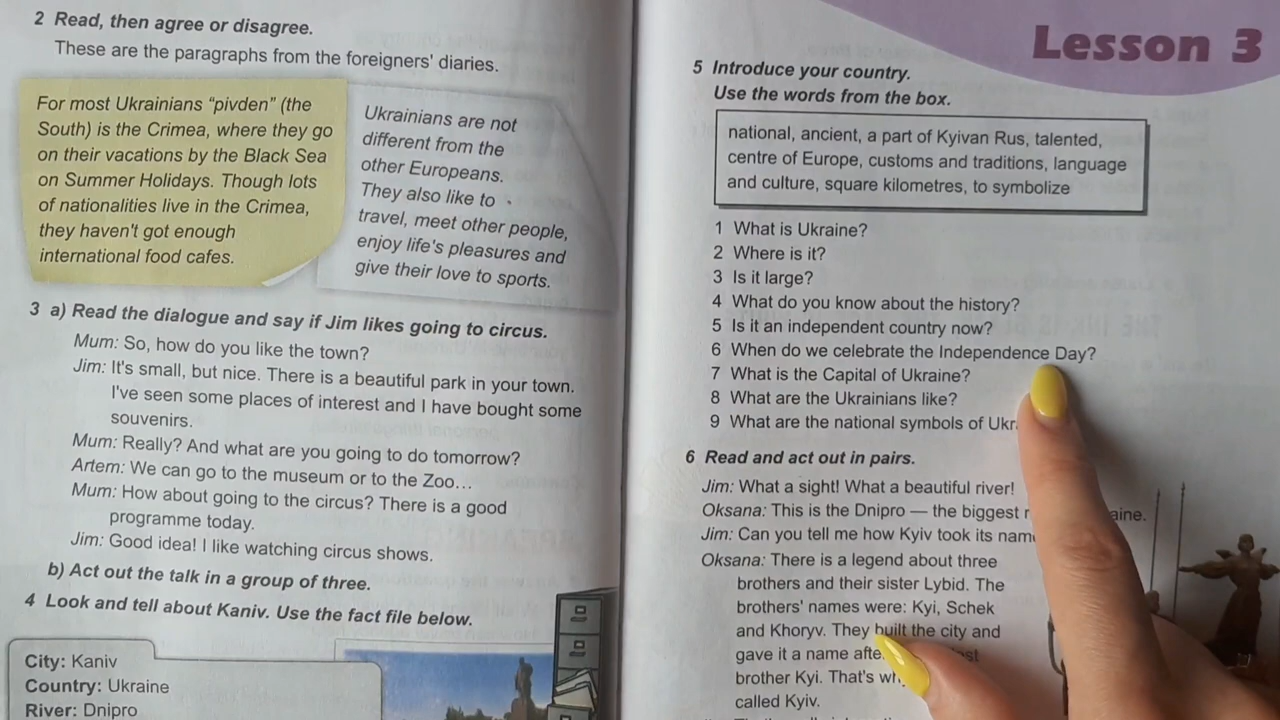 2 Read, then agree or disagree.
These are the paragraphs from the foreigners' diaries.
For most Ukrainians “pivden” (the
South) is the Crimea, where they go
on their vacations by the Black Sea
on Summer Holidays. Though lots
of nationalities live in the Crimea,
they haven't got enough
international food cafes.
Ukrainians are not
different from the
other Europeans.
They also like to
travel, meet other people,
enjoy life's pleasures and
give their love to sports.
3 a) Read the dialogue and say if Jim likes going to circus.
Mum: So, how do you like the town?
Jim: It's small, but nice. There is a beautiful park in your town.
I've seen some places of interest and I have bought some
souvenirs.
Mum: Really? And what are you going to do tomorrow?
Artem: We can go to the museum or to the Zoo...
Mum: How about going to the circus? There is a good
programme today.
Jim: Good idea! I like watching circus shows.
b) Act out the talk in a group of three.
4 Look and tell about Kaniv. Use the fact file below.
City: Kaniv
Country: Ukraine
River: Dnipro
Lesson 3
5 Introduce your country.
Use the words from the box.
national, ancient, a part of Kyivan Rus, talented,
centre of Europe, customs and traditions, language
and culture, square kilometres, to symbolize
1 What is Ukraine?
2 Where is it?
3 Is it large?
4 What do you know about the history?
5 Is it an independent country now?
6 When do we celebrate the Independence Day?
7 What is the Capital of Ukraine?
8 What are the Ukrainians like?
9 What are the national symbols of Ukr
6 Read and act out in pairs.
Jim: What a sight! What a beautiful river!
Oksana: This is the Dnipro — the biggest r aine.
Jim: Can you tell me how Kyiv took its nam
Oksana: There is a legend about three
brothers and their sister Lybid. The
brothers' names were: Kyi, Schek
and Khoryv. They built the city and
gave it a name afte
brother Kyi. That's wh
called Kyiv.